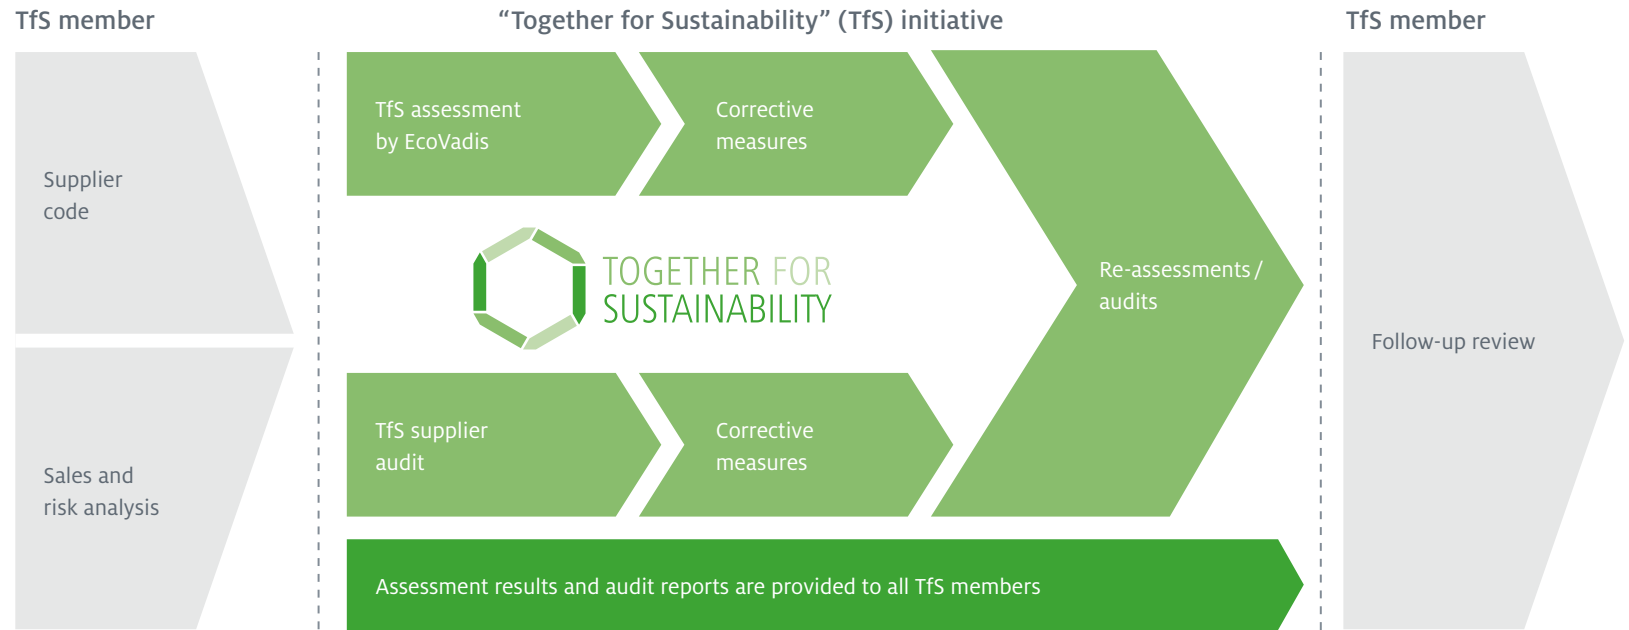 TfS member
“Together for Sustainability” (TfS) initiative
TfS member
Supplier
code
Sales and
risk analysis
TfS assessment
by EcoVadis
Corrective
measures
TOGETHER FOR
SUSTAINABILITY
TfS supplier
audit
Corrective
measures
Re-assessments /
audits
Assessment results and audit reports are provided to all TfS members
Follow-up review